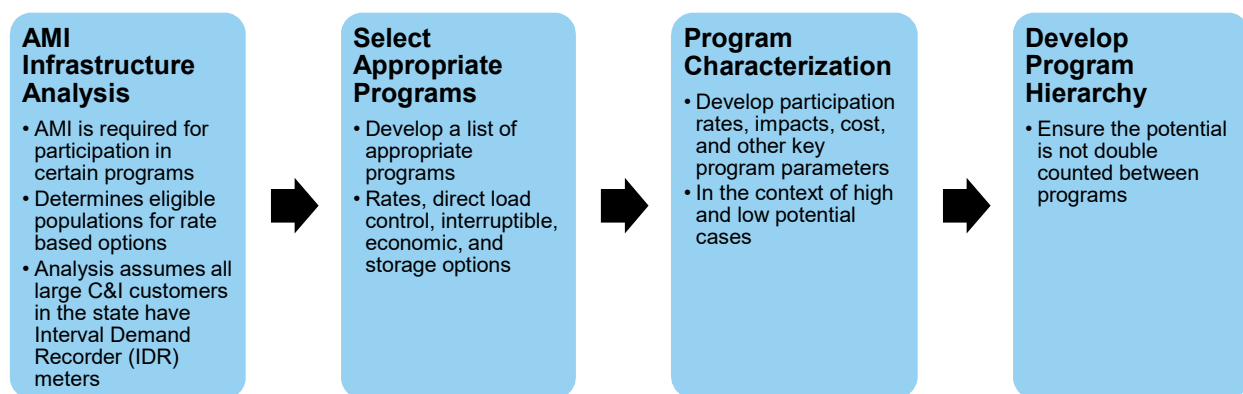 AMI
Infrastructure
Analysis
• AMI is required for
participation in
certain programs
• Determines eligible
populations for rate
based options
• Analysis assumes all
large C&I customers
in the state have
Interval Demand
Recorder (IDR)
meters
Select
Appropriate
Programs
• Develop a list of
appropriate
programs
• Rates, direct load
control, interruptible,
economic, and
storage options
Program
Characterization
• Develop participation
rates, impacts, cost,
and other key
program parameters
• In the context of high
and low potential
cases
Develop
Program
Hierarchy
• Ensure the potential
is not double
counted between
programs